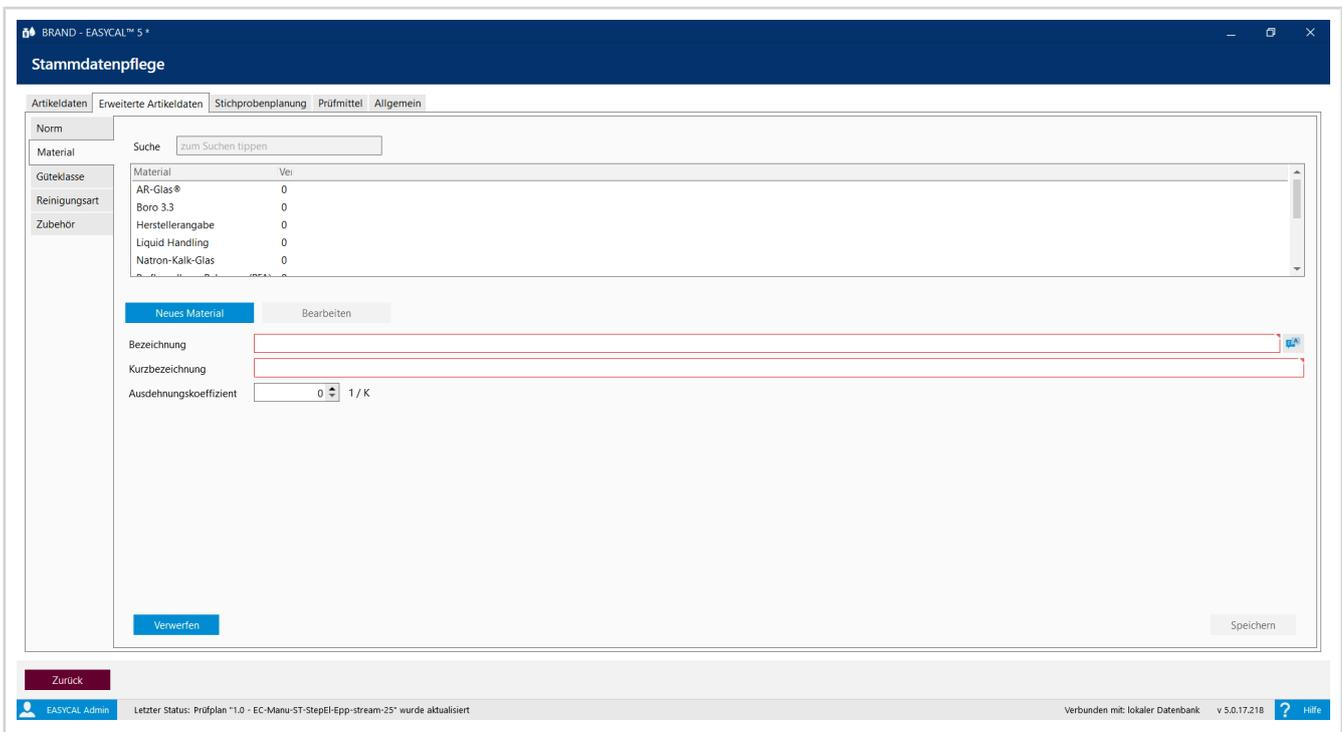 BRAND - EASYCAL™ 5 *
Stammdatenpflege
Artikeldaten Erweiterte Artikeldaten Stichprobenplanung Prüfmittel Allgemein
Norm
Material
Güteklasse
Reinigungsart
Zubehör
Suche zum Suchen tippen
Material Ver
AR-Glas® 0
Boro 3.3 0
Herstellerangabe 0
Liquid Handling 0
Natron-Kalk-Glas 0
Neues Material Bearbeiten
Bezeichnung
Kurzbezeichnung
Ausdehnungskoeffizient 0 1 / K
Verwerfen Speichern
Zurück
EASYCAL Admin Letzter Status: Prüfplan "1.0 - EC-Manu-ST-StepEl-Epp-stream-25" wurde aktualisiert Verbunden mit: lokaler Datenbank v 5.0.17.218 ? Hilfe